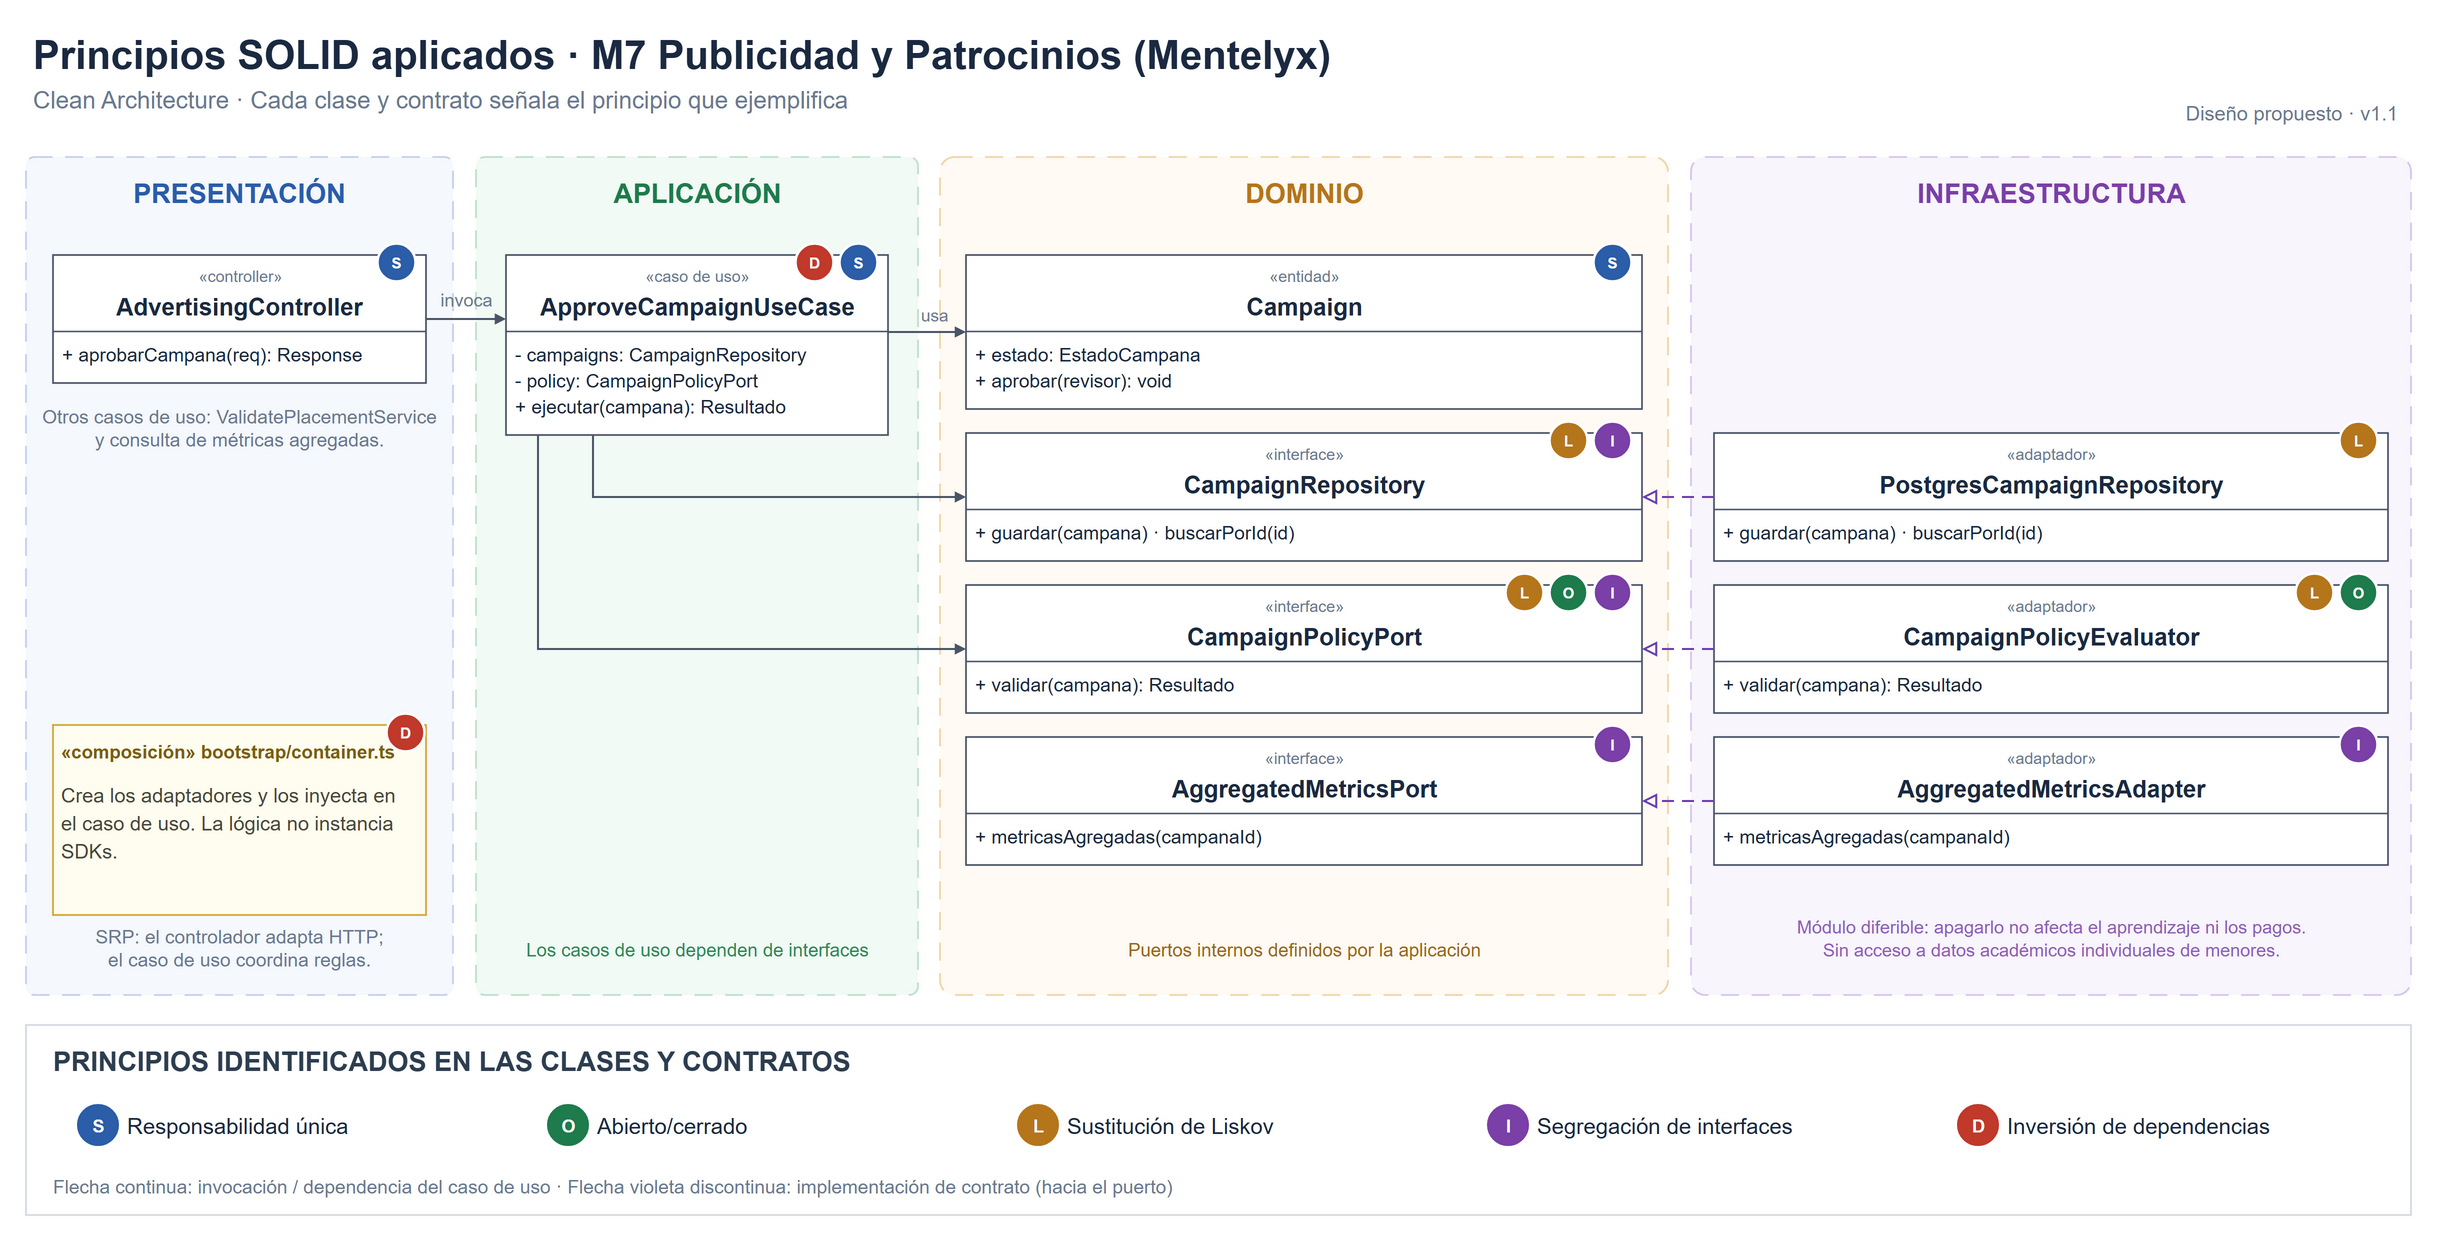 Principios SOLID aplicados · M7 Publicidad y Patrocinios (Mentelyx)
Clean Architecture · Cada clase y contrato señala el principio que ejemplifica
Diseño propuesto · v1.1
PRESENTACIÓN
S
«controller»
AdvertisingController
+ aprobarCampana(req): Response
Otros casos de uso: ValidatePlacementService
y consulta de métricas agregadas.
D
«composición» bootstrap/container.ts
Crea los adaptadores y los inyecta en
el caso de uso. La lógica no instancia
SDKs.
SRP: el controlador adapta HTTP;
el caso de uso coordina reglas.
invoca
APLICACIÓN
D S
«caso de uso»
ApproveCampaignUseCase
- campaigns: CampaignRepository
- policy: CampaignPolicyPort
+ ejecutar(campana): Resultado
Los casos de uso dependen de interfaces
usa
DOMINIO
S
«entidad»
Campaign
+ estado: EstadoCampana
+ aprobar(revisor): void
L I
«interface»
CampaignRepository
+ guardar(campana) · buscarPorId(id)
L O I
«interface»
CampaignPolicyPort
+ validar(campana): Resultado
I
«interface»
AggregatedMetricsPort
+ metricasAgregadas(campanaId)
Puertos internos definidos por la aplicación
INFRAESTRUCTURA
L
«adaptador»
PostgresCampaignRepository
+ guardar(campana) · buscarPorId(id)
L O
«adaptador»
CampaignPolicyEvaluator
+ validar(campana): Resultado
I
«adaptador»
AggregatedMetricsAdapter
+ metricasAgregadas(campanaId)
Módulo diferible: apagarlo no afecta el aprendizaje ni los pagos.
Sin acceso a datos académicos individuales de menores.
PRINCIPIOS IDENTIFICADOS EN LAS CLASES Y CONTRATOS
S Responsabilidad única
O Abierto/cerrado
L Sustitución de Liskov
I Segregación de interfaces
D Inversión de dependencias
Flecha continua: invocación / dependencia del caso de uso · Flecha violeta discontinua: implementación de contrato (hacia el puerto)